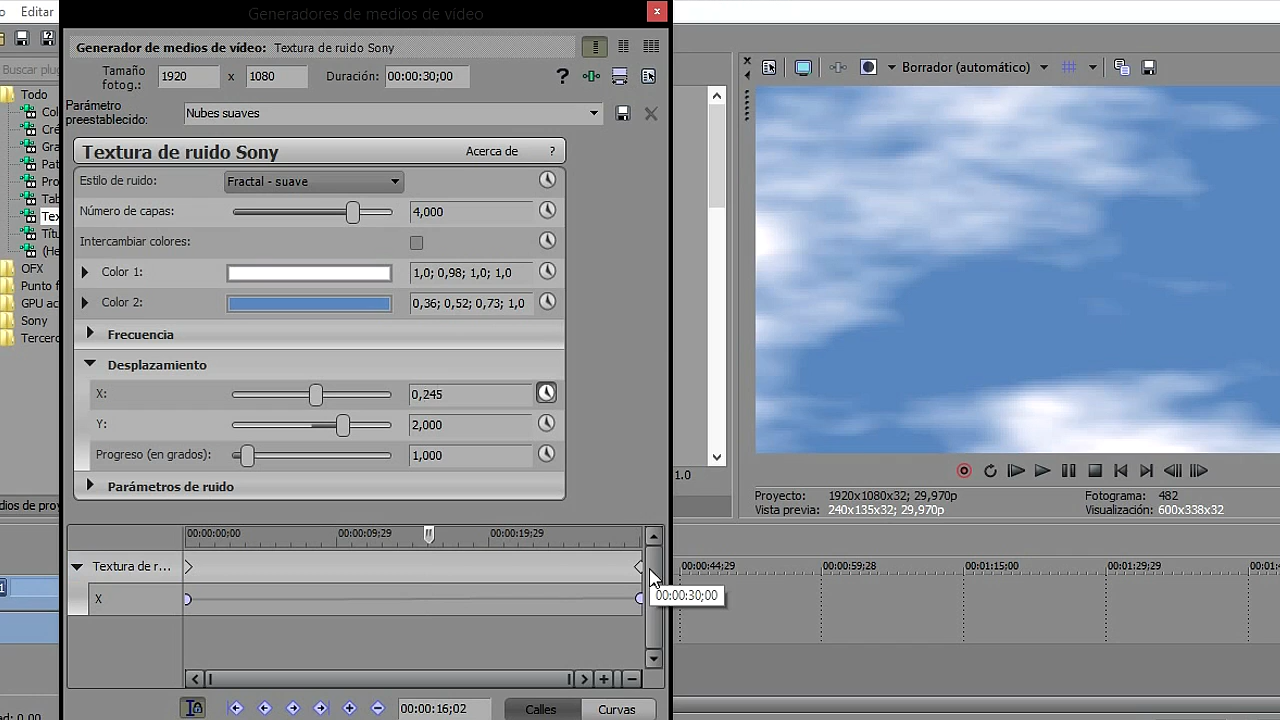 Editar
Generadores de medios de vídeo
x
Generador de medios de vídeo: Textura de ruido Sony
Buscar plug
Tamaño fotog.: 1920 x 1080 Duración: 00:00:30;00 ?
Borrador (automático)
Parámetro preestablecido: Nubes suaves
Todo
Col
Cre
Gra
Pat
Pro
Tab
Tex
Títu
(He
OFX
Punto f
GPU ac
Sony
Tercero
Textura de ruido Sony Acerca de ?
Estilo de ruido: Fractal - suave
Número de capas: 4,000
Intercambiar colores:
Color 1: 1,0; 0,98; 1,0; 1,0
Color 2: 0,36; 0,52; 0,73; 1,0
Frecuencia
Desplazamiento
X: 0,245
Y: 2,000
Progreso (en grados): 1,000
Parámetros de ruido
1.0
Proyecto: 1920x1080x32; 29,970p Fotograma: 482
Vista previa: 240x135x32; 29,970p Visualización: 600x338x32
dios de proy
00:00:00;00 00:00:09;29 00:00:19;29
Textura de r...
X
00:00:30;00
00:00:44;29 00:00:59;28 00:01:15;00 00:01:29;29 00:01:4
1
ad: 0,00
00:00:16;02 Calles Curvas